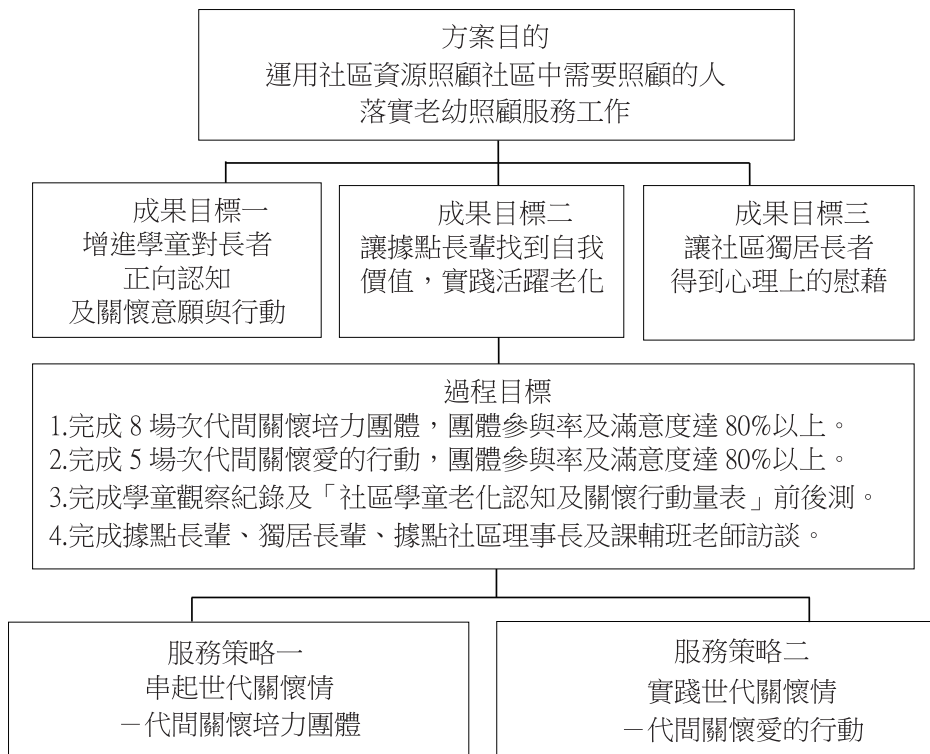 方案目的
運用社區資源照顧社區中需要照顧的人
落實老幼照顧服務工作
成果目標一
增進學童對長者
正向認知
及關懷意願與行動
成果目標二
讓據點長輩找到自我
價值，實踐活躍老化
成果目標三
讓社區獨居長者
得到心理上的慰藉
過程目標
1.完成 8 場次代間關懷培力團體，團體參與率及滿意度達 80%以上。
2.完成 5 場次代間關懷愛的行動，團體參與率及滿意度達 80%以上。
3.完成學童觀察紀錄及「社區學童老化認知及關懷行動量表」前後測。
4.完成據點長輩、獨居長輩、據點社區理事長及課輔班老師訪談。
服務策略一
串起世代關懷情
－代間關懷培力團體
服務策略二
實踐世代關懷情
－代間關懷愛的行動